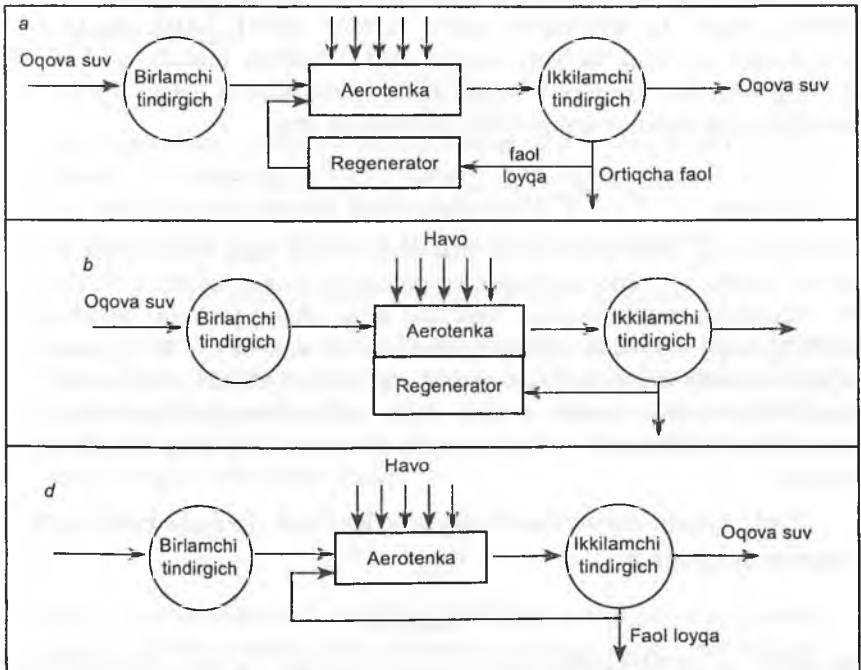 a
Oqova suv
Birlamchi
tindirgich
Aerotenka
Ikkilamchi
tindirgich
Oqova suv
Regenerator
faol
loyqa
Ortiqcha faol
b
Havo
Oqova suv
Birlamchi
tindirgich
Aerotenka
Ikkilamchi
tindirgich
Regenerator
d
Havo
Birlamchi
tindirgich
Aerotenka
Ikkilamchi
tindirgich
Oqova suv
Faol loyqa